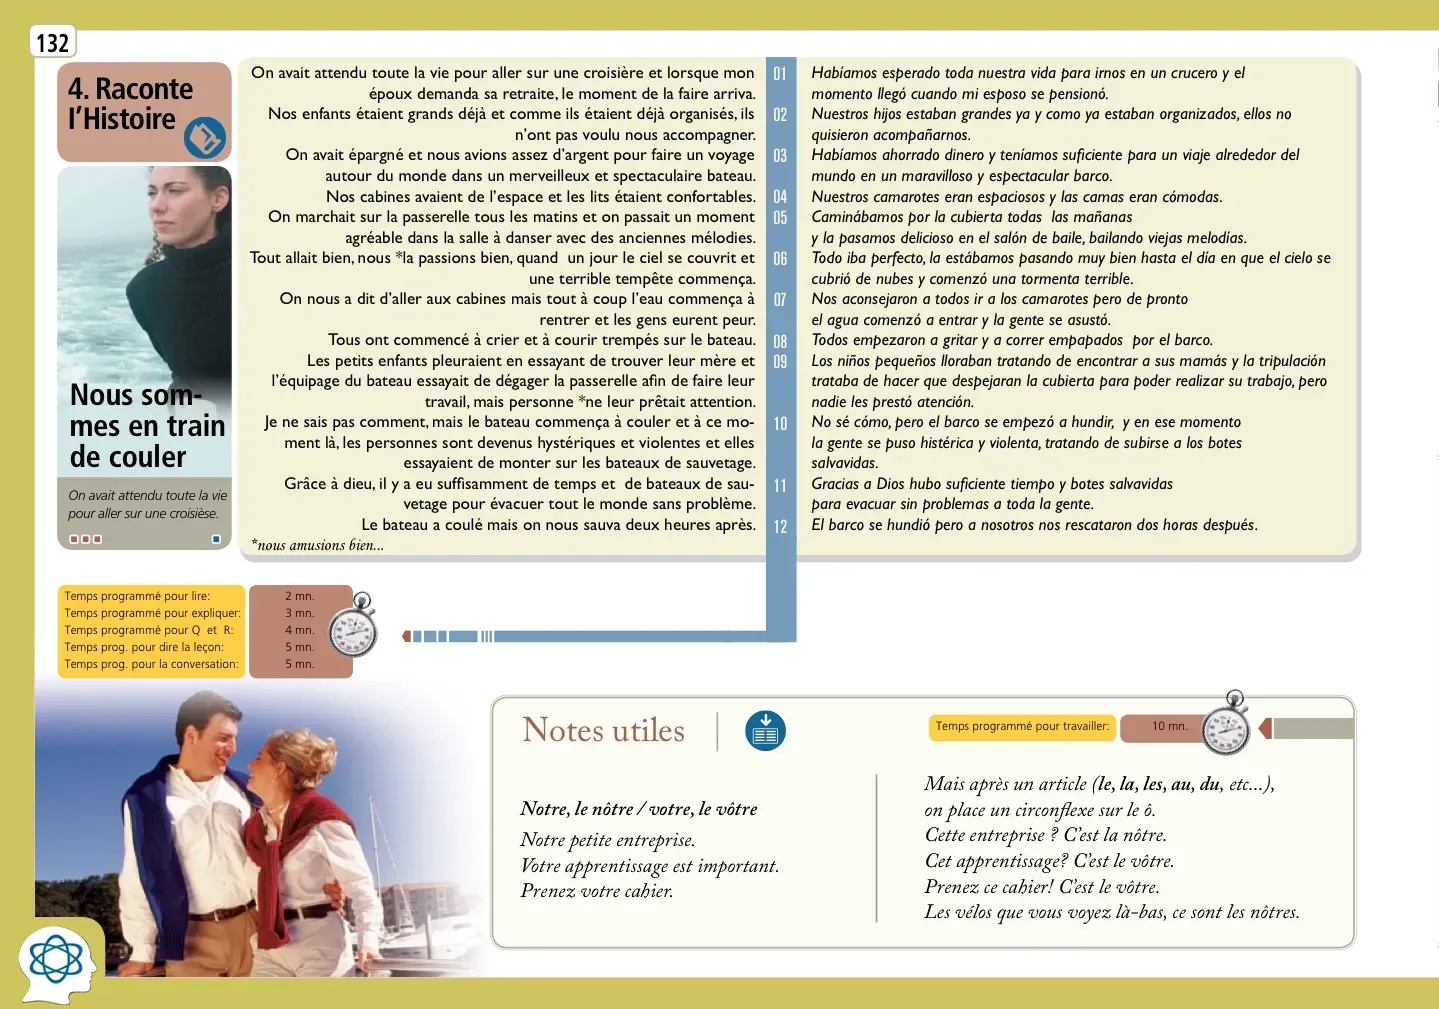 132
4. Raconte
l'Histoire
Nous som-
mes en train
de couler
On avait attendu toute la vie
pour aller sur une croisièse.
On avait attendu toute la vie pour aller sur une croisière et lorsque mon
époux demanda sa retraite, le moment de la faire arriva.
Nos enfants étaient grands déjà et comme ils étaient déjà organisés, ils
n'ont pas voulu nous accompagner.
On avait épargné et nous avions assez d'argent pour faire un voyage
autour du monde dans un merveilleux et spectaculaire bateau.
Nos cabines avaient de l'espace et les lits étaient confortables.
On marchait sur la passerelle tous les matins et on passait un moment
agréable dans la salle à danser avec des anciennes mélodies.
Tout allait bien, nous *la passions bien, quand un jour le ciel se couvrit et
une terrible tempête commença.
On nous a dit d'aller aux cabines mais tout à coup l'eau commença à
rentrer et les gens eurent peur.
Tous ont commencé à crier et à courir trempés sur le bateau.
Les petits enfants pleuraient en essayant de trouver leur mère et
l'équipage du bateau essayait de dégager la passerelle afin de faire leur
travail, mais personne *ne leur prêtait attention.
Je ne sais pas comment, mais le bateau commença à couler et à ce mo-
ment là, les personnes sont devenus hystériques et violentes et elles
essayaient de monter sur les bateaux de sauvetage.
Grâce à dieu, il y a eu suffisamment de temps et de bateaux de sau-
vetage pour évacuer tout le monde sans problème.
Le bateau a coulé mais on nous sauva deux heures après.
*nous amusions bien...
01
02
03
04
05
06
07
08
09
10
11
12
Habíamos esperado toda nuestra vida para irnos en un crucero y el
momento llegó cuando mi esposo se pensionó.
Nuestros hijos estaban grandes ya y como ya estaban organizados, ellos no
quisieron acompañarnos.
Habíamos ahorrado dinero y teníamos suficiente para un viaje alrededor del
mundo en un maravilloso y espectacular barco.
Nuestros camarotes eran espaciosos y las camas eran cómodas.
Caminábamos por la cubierta todas las mañanas
y la pasamos delicioso en el salón de baile, bailando viejas melodías.
Todo iba perfecto, la estábamos pasando muy bien hasta el día en que el cielo se
cubrió de nubes y comenzó una tormenta terrible.
Nos aconsejaron a todos ir a los camarotes pero de pronto
el agua comenzó a entrar y la gente se asustó.
Todos empezaron a gritar y a correr empapados por el barco.
Los niños pequeños lloraban tratando de encontrar a sus mamás y la tripulación
trataba de hacer que despejaran la cubierta para poder realizar su trabajo, pero
nadie les prestó atención.
No sé cómo, pero el barco se empezó a hundir, y en ese momento
la gente se puso histérica y violenta, tratando de subirse a los botes
salvavidas.
Gracias a Dios hubo suficiente tiempo y botes salvavidas
para evacuar sin problemas a toda la gente.
El barco se hundió pero a nosotros nos rescataron dos horas después.
Temps programmé pour lire: 2 mn.
Temps programmé pour expliquer: 3 mn.
Temps programmé pour Q et R: 4 mn.
Temps prog. pour dire la leçon: 5 mn.
Temps prog. pour la conversation: 5 mn.
Notes utiles
Temps programmé pour travailler: 10 mn.
Notre, le nôtre / votre, le vôtre
Notre petite entreprise.
Votre apprentissage est important.
Prenez votre cahier.
Mais après un article (le, la, les, au, du, etc...),
on place un circonflexe sur le ô.
Cette entreprise ? C'est la nôtre.
Cet apprentissage? C'est le vôtre.
Prenez ce cahier! C'est le vôtre.
Les vélos que vous voyez là-bas, ce sont les nôtres.